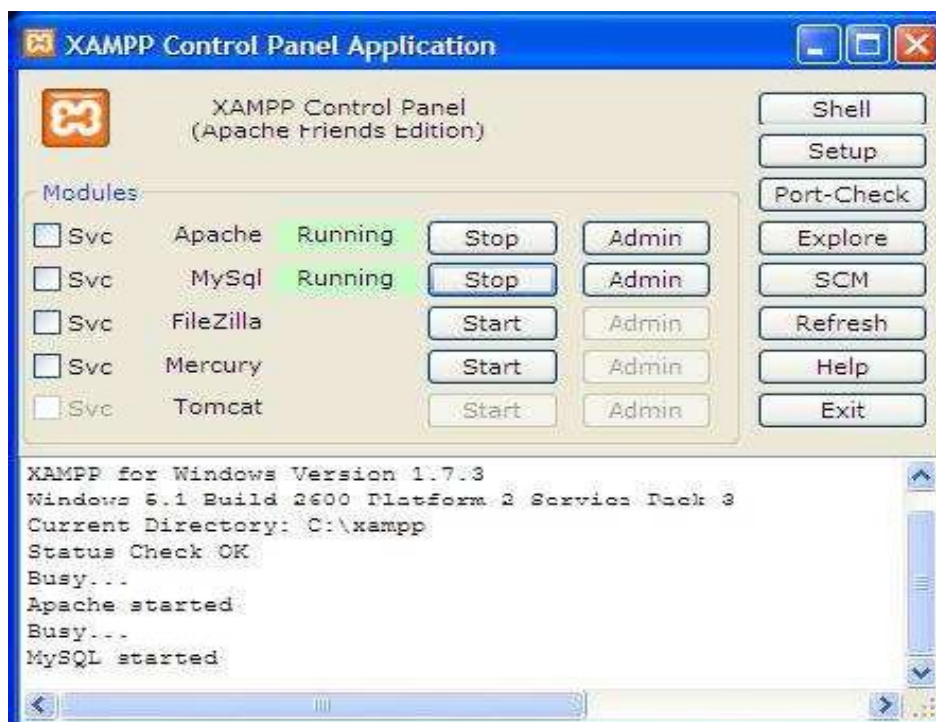 XAMPP Control Panel Application
XAMPP Control Panel
(Apache Friends Edition)
Shell
Setup
Port-Check
Modules
Svc Apache Running Stop Admin Explore
Svc MySql Running Stop Admin SCM
Svc FileZilla Start Admin Refresh
Svc Mercury Start Admin Help
Svc Tomcat Start Admin Exit
XAMPP for Windows Version 1.7.3
Windows 5.1 Build 2600 Platform 2 Service Pack 3
Current Directory: C:\xampp
Status Check OK
Busy...
Apache started
Busy...
MySQL started